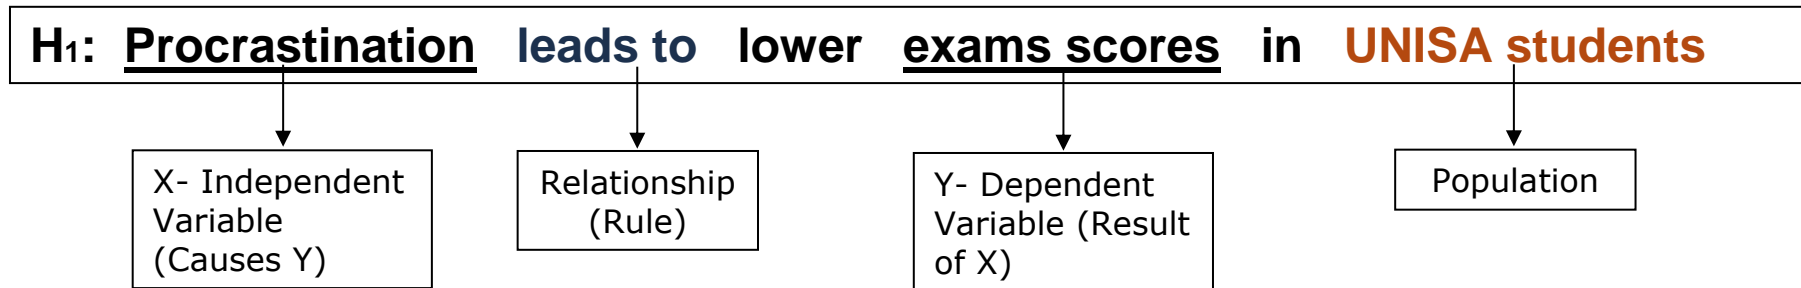 H1: Procrastination leads to lower exams scores in UNISA students
X- Independent
Variable
(Causes Y)
Relationship
(Rule)
Y- Dependent
Variable (Result
of X)
Population